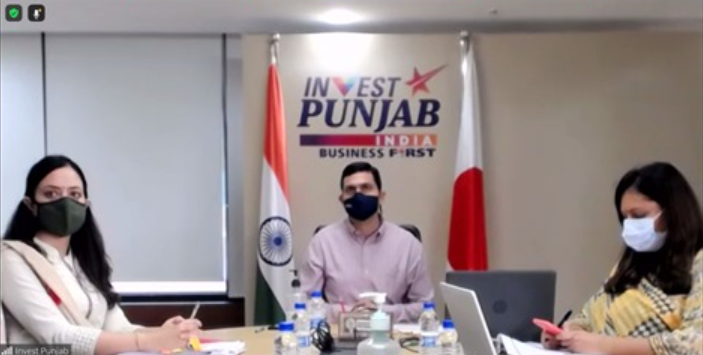 INVEST
PUNJAB
INDIA
BUSINESS FIRST
Invest Punjab